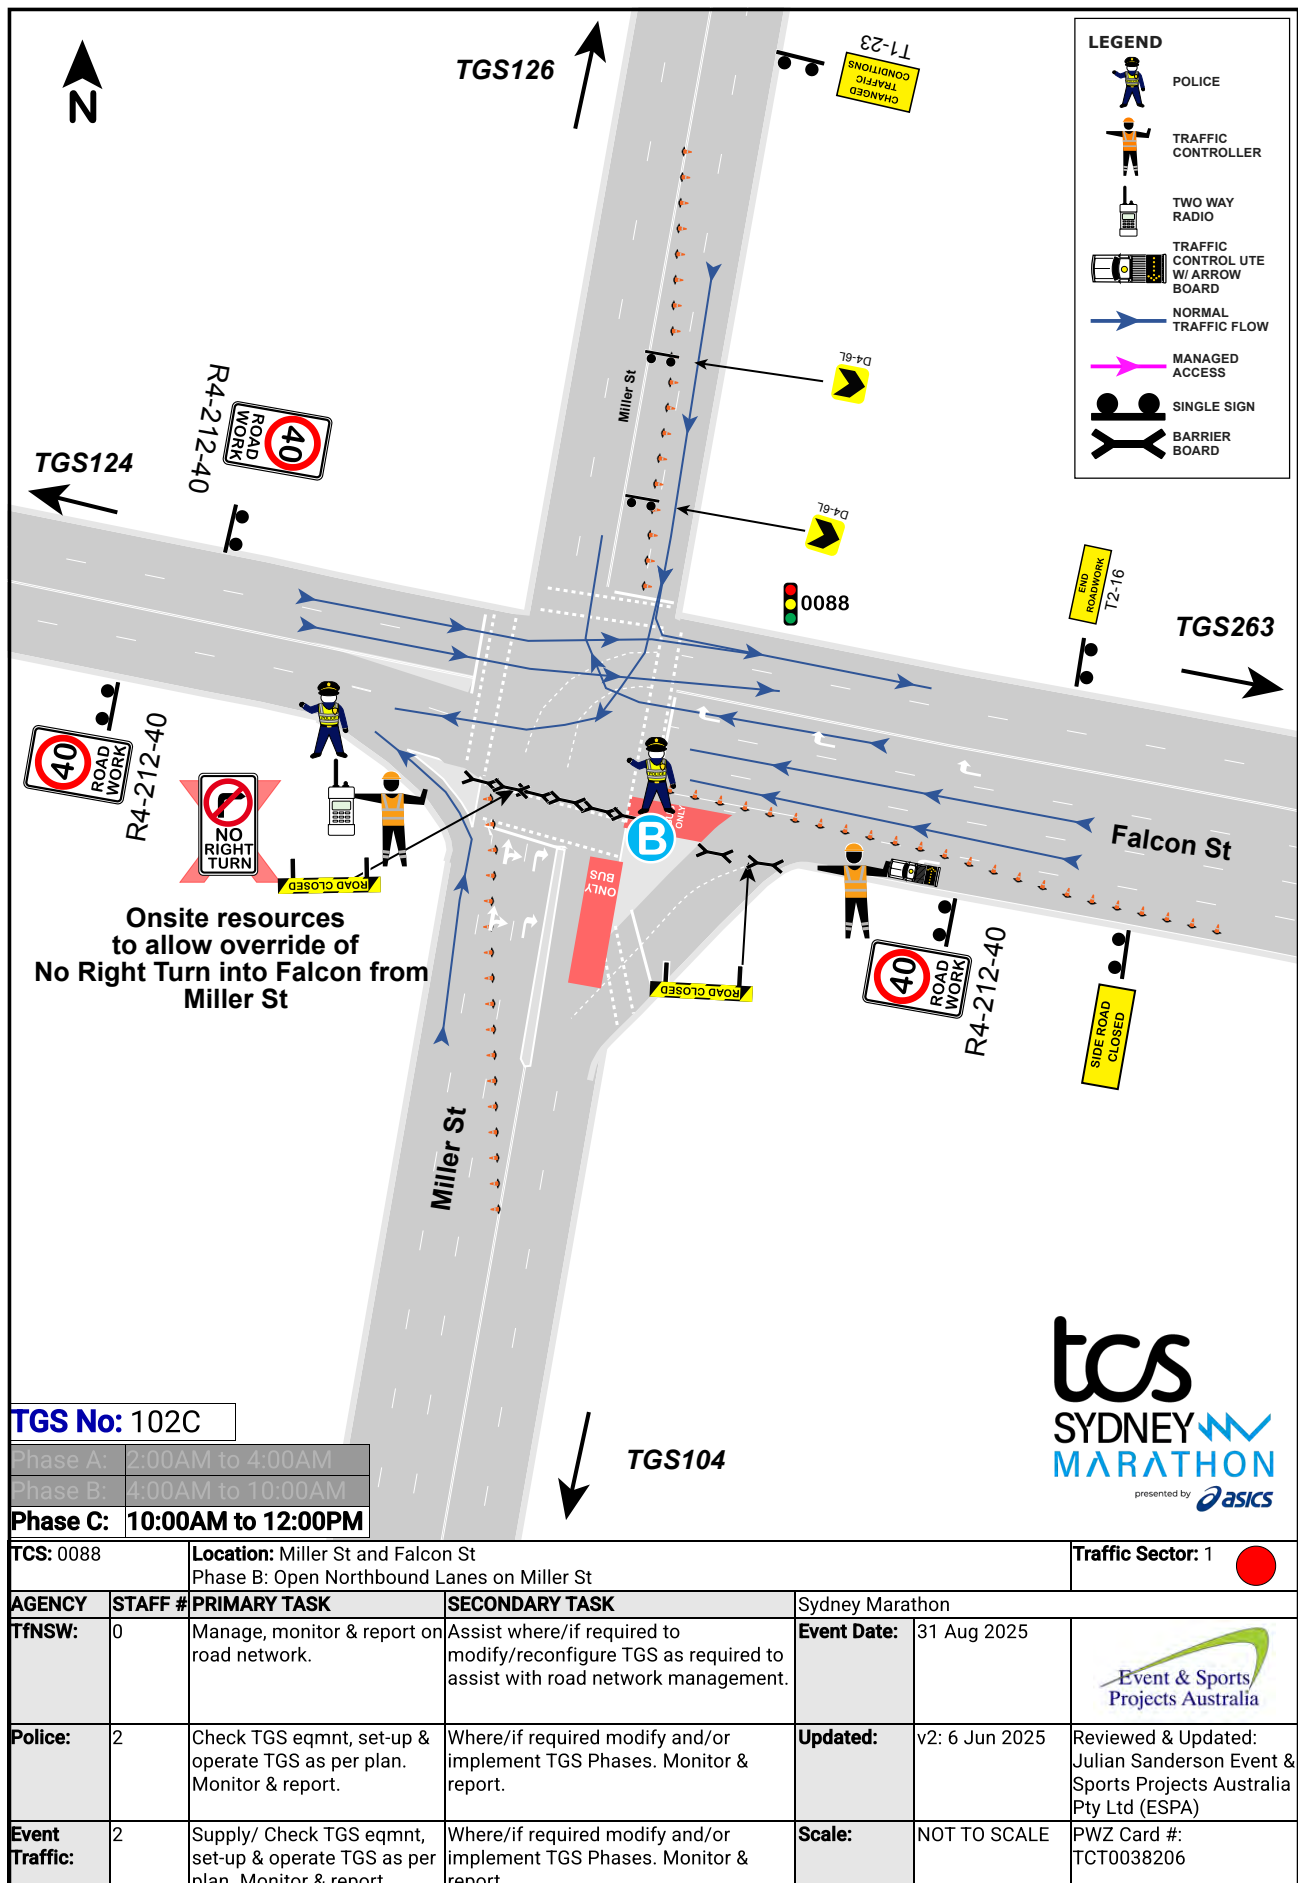 N
TGS126
T1-23
CHANGED
TRAFFIC
CONDITIONS
LEGEND
POLICE
TRAFFIC
CONTROLLER
TWO WAY
RADIO
TRAFFIC
CONTROL UTE
W/ ARROW
BOARD
NORMAL
TRAFFIC FLOW
MANAGED
ACCESS
SINGLE SIGN
BARRIER
BOARD
Miller St
D4-6L
D4-6L
R4-212-40
40
ROAD
WORK
TGS124
0088
END
ROADWORK
T2-16
TGS263
40
ROAD
WORK
R4-212-40
NO
RIGHT
TURN
ROAD CLOSED
Onsite resources
to allow override of
No Right Turn into Falcon from
Miller St
B
ONLY
BUS
ONLY
ROAD CLOSED
Falcon St
40
ROAD
WORK
R4-212-40
SIDE ROAD
CLOSED
Miller St
TGS104
tcs
SYDNEY
MARATHON
presented by asics
TGS No: 102C
Phase A: 2:00AM to 4:00AM
Phase B: 4:00AM to 10:00AM
Phase C: 10:00AM to 12:00PM
TCS: 0088
Location: Miller St and Falcon St
Phase B: Open Northbound Lanes on Miller St
Traffic Sector: 1
AGENCY STAFF # PRIMARY TASK SECONDARY TASK
Sydney Marathon
TfNSW: 0
Manage, monitor & report on
road network.
Assist where/if required to
modify/reconfigure TGS as required to
assist with road network management.
Event Date: 31 Aug 2025
Event & Sports
Projects Australia
Police: 2
Check TGS eqmnt, set-up &
operate TGS as per plan.
Monitor & report.
Where/if required modify and/or
implement TGS Phases. Monitor &
report.
Updated: v2: 6 Jun 2025
Reviewed & Updated:
Julian Sanderson Event &
Sports Projects Australia
Pty Ltd (ESPA)
Event
Traffic:
2
Supply/ Check TGS eqmnt,
set-up & operate TGS as per
plan. Monitor & report.
Where/if required modify and/or
implement TGS Phases. Monitor &
report.
Scale: NOT TO SCALE
PWZ Card #:
TCT0038206